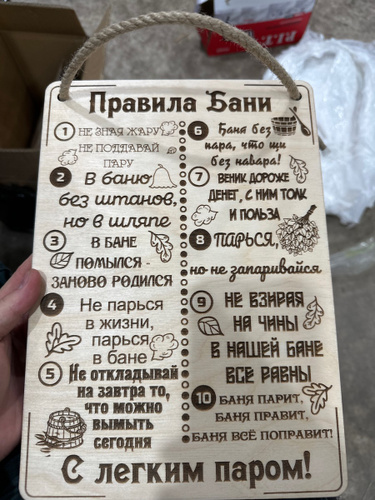 Правила Бани
1 НЕ ЗНАЯ ЖАРУ
НЕ ПОДДАВАЙ
ПАРУ
2 В баню
без штанов,
но в шляпе
3 В БАНЕ
ПОМЫЛСЯ -
ЗАНОВО РОДИЛСЯ
4 Не парься
в жизни,
парься
в бане
5 Не откладывай
на завтра то,
что можно
вымыть
сегодня
6 Баня без
пара, что щи
без навара!
7 ВЕНИК ДОРОЖЕ
ДЕНЕГ, С НИМ ТОЛК
И ПОЛЬЗА
8 ПАРЬСЯ,
но не запаривайся
9 НЕ ВЗИРАЯ
НА ЧИНЫ
В НАШЕЙ БАНЕ
ВСЕ РАВНЫ
10 БАНЯ ПАРИТ,
БАНЯ ПРАВИТ,
БАНЯ ВСЁ ПОПРАВИТ!
С легким паром!